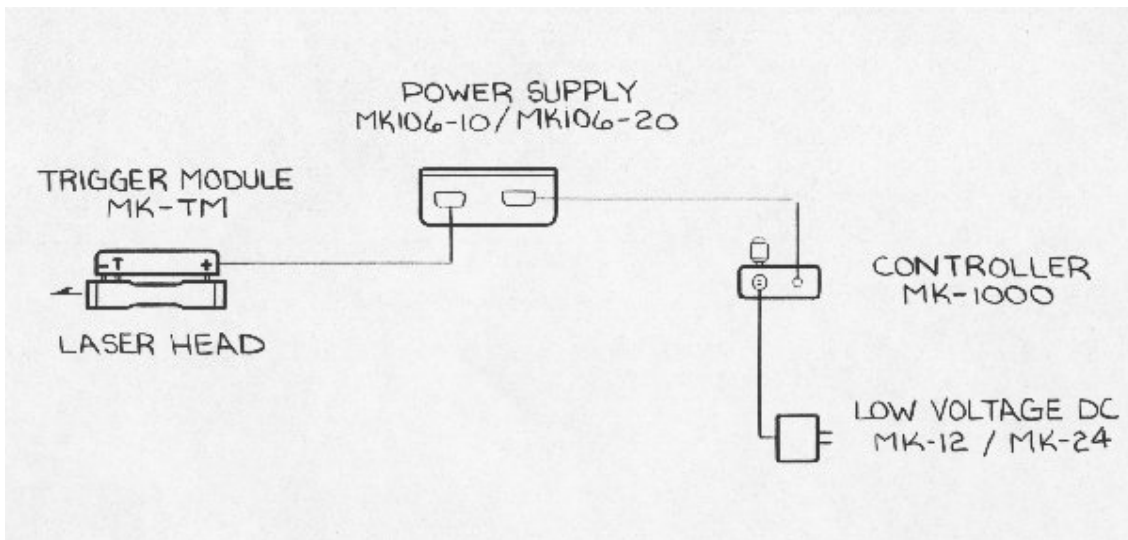 POWER SUPPLY
MK106-10/MK106-20
TRIGGER MODULE
MK-TM
- T +
LASER HEAD
CONTROLLER
MK-1000
LOW VOLTAGE DC
MK-12 / MK-24